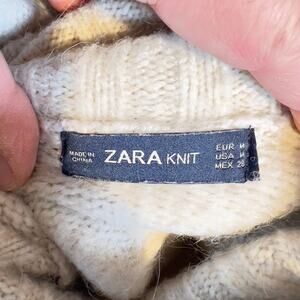 MADE IN
CHINA
ZARA KNIT
EUR M
USA M
MEX 28